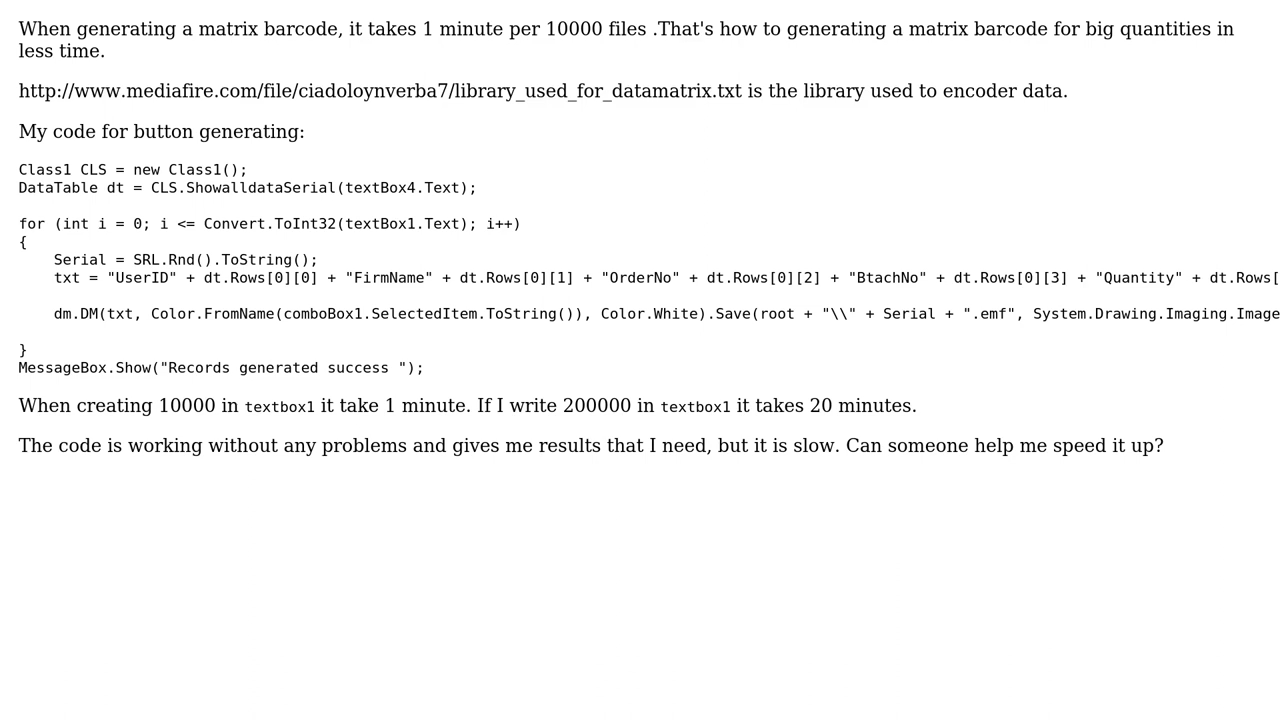 When generating a matrix barcode, it takes 1 minute per 10000 files .That's how to generating a matrix barcode for big quantities in
less time.
http://www.mediafire.com/file/ciadoloynverba7/library_used_for_datamatrix.txt is the library used to encoder data.
My code for button generating:
Class1 CLS = new Class1();
DataTable dt = CLS.ShowalldataSerial(textBox4.Text);
for (int i = 0; i <= Convert.ToInt32(textBox1.Text); i++)
{
    Serial = SRL.Rnd().ToString();
    txt = "UserID" + dt.Rows[0][0] + "FirmName" + dt.Rows[0][1] + "OrderNo" + dt.Rows[0][2] + "BtachNo" + dt.Rows[0][3] + "Quantity" + dt.Rows[
    dm.DM(txt, Color.FromName(comboBox1.SelectedItem.ToString()), Color.White).Save(root + "\\" + Serial + ".emf", System.Drawing.Imaging.Image
}
MessageBox.Show("Records generated success ");
When creating 10000 in textbox1 it take 1 minute. If I write 200000 in textbox1 it takes 20 minutes.
The code is working without any problems and gives me results that I need, but it is slow. Can someone help me speed it up?